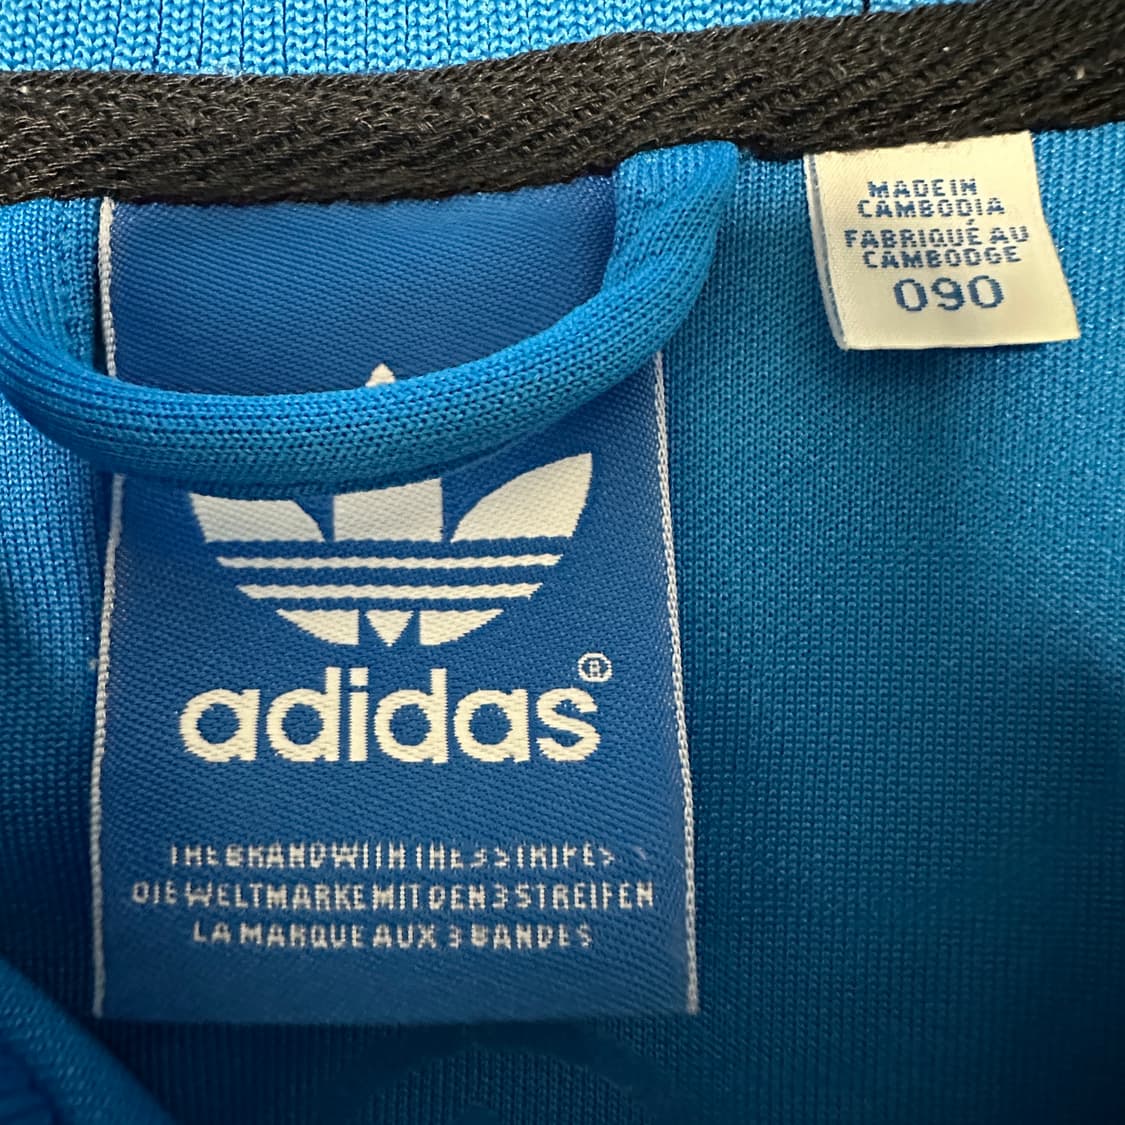 MADE IN
CAMBODIA
FABRIQUÉ AU
CAMBODGE
090
adidas®
THE BRAND WITH THE 3 STRIPES
DIE WELTMARKE MIT DEN 3 STREIFEN
LA MARQUE AUX 3 BANDES